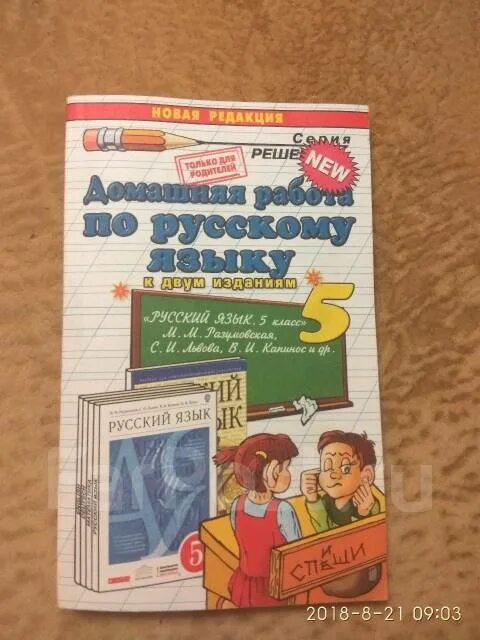 НОВАЯ РЕДАКЦИЯ
Серия
ТОЛЬКО ДЛЯ
РОДИТЕЛЕЙ
NEW
Домашняя работа
по русскому
языку
к двум изданиям
5
«РУССКИЙ ЯЗЫК. 5 класс»
М.М. Разумовская,
С.И. Львова, В.И. Капинос и др.
РУССКИЙ ЯЗЫК
5
СПЕШИ
И
2018-8-21 09:03